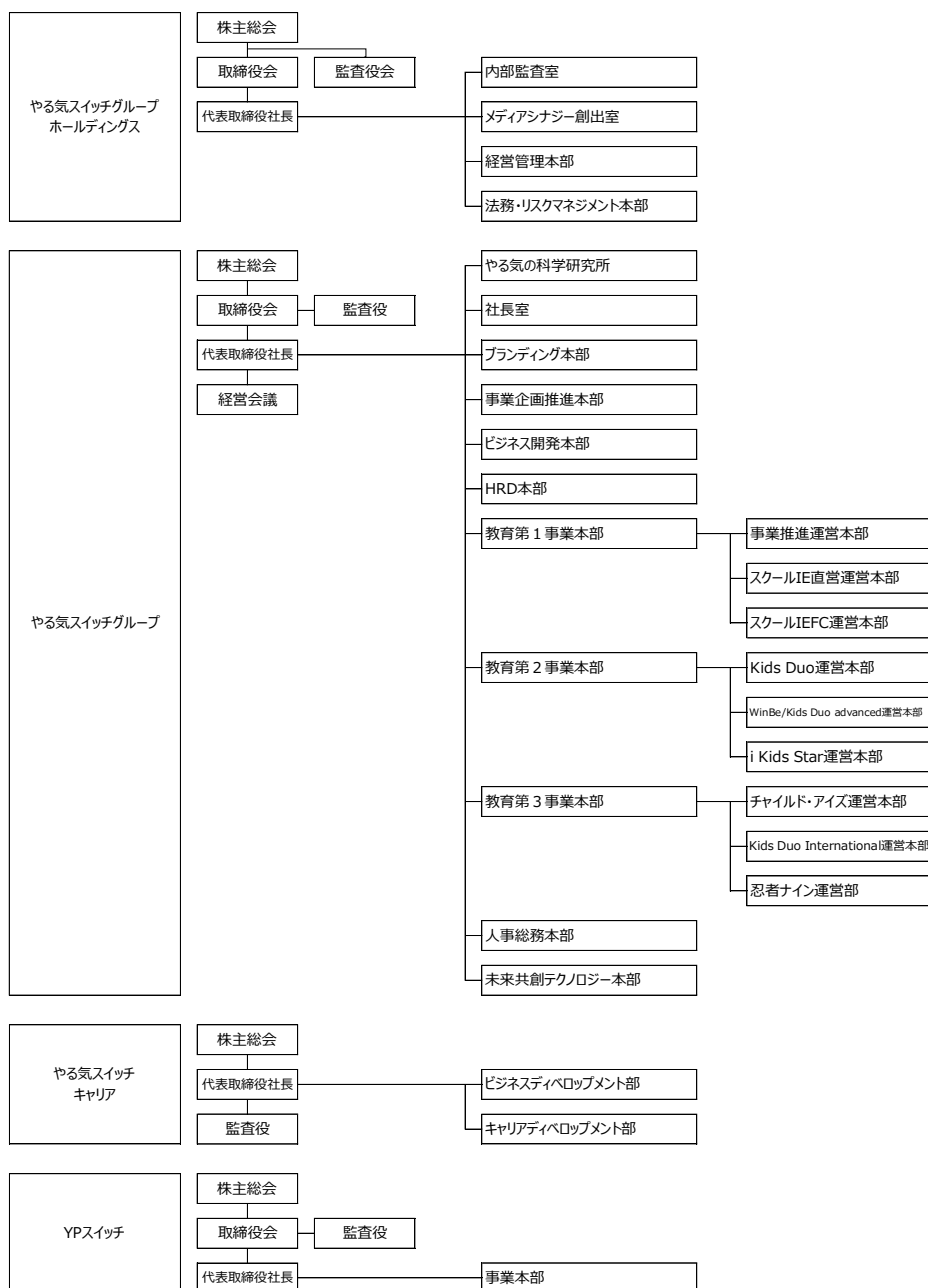 やる気スイッチグループ
ホールディングス
株主総会
取締役会
監査役会
代表取締役社長
内部監査室
メディアシナジー創出室
経営管理本部
法務・リスクマネジメント本部
やる気スイッチグループ
株主総会
取締役会
監査役
代表取締役社長
経営会議
やる気の科学研究所
社長室
ブランディング本部
事業企画推進本部
ビジネス開発本部
HRD本部
教育第1事業本部
事業推進運営本部
スクールIE直営運営本部
スクールIEFC運営本部
教育第2事業本部
Kids Duo運営本部
WinBe/Kids Duo advanced運営本部
i Kids Star運営本部
教育第3事業本部
チャイルド・アイズ運営本部
Kids Duo International運営本部
忍者ナイン運営部
人事総務本部
未来共創テクノロジー本部
やる気スイッチ
キャリア
株主総会
代表取締役社長
監査役
ビジネスディベロップメント部
キャリアディベロップメント部
YPスイッチ
株主総会
取締役会
監査役
代表取締役社長
事業本部